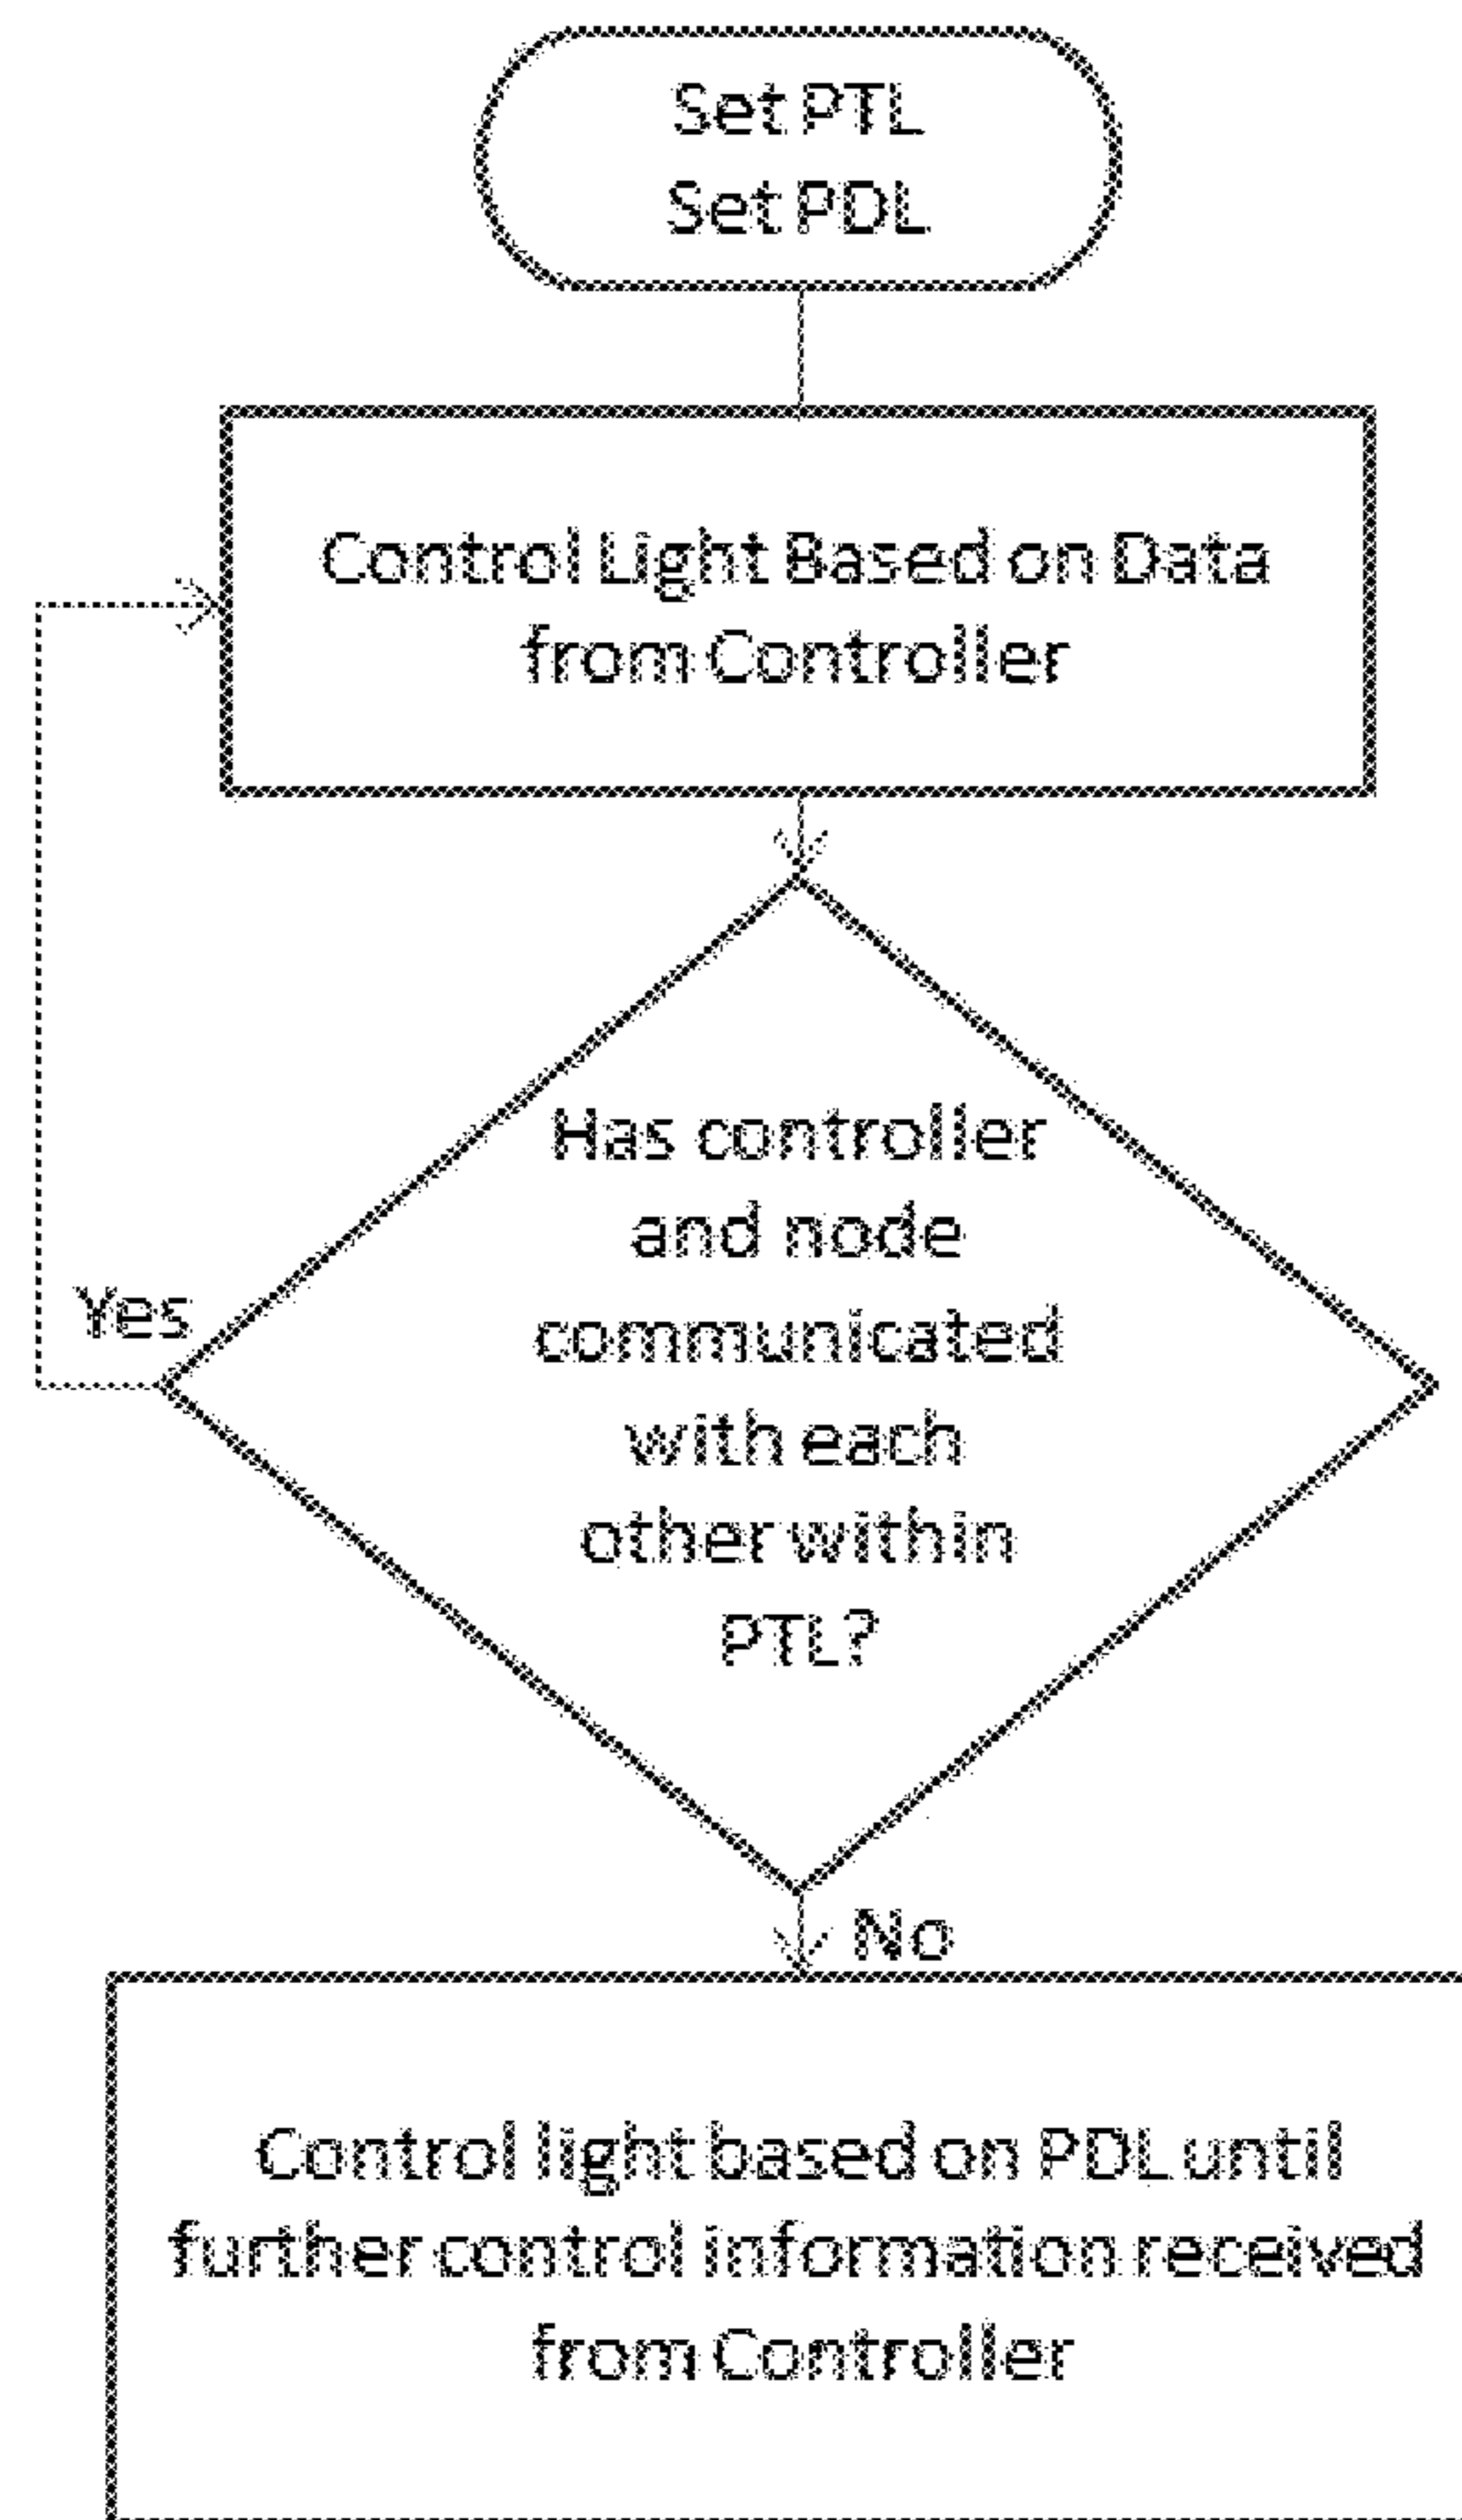 Set PTL
Set PDL
Control Light Based on Data
from Controller
Has controller
and node
communicated
with each
other within
PTL?
Yes
No
Control light based on PDL until
further control information received
from Controller